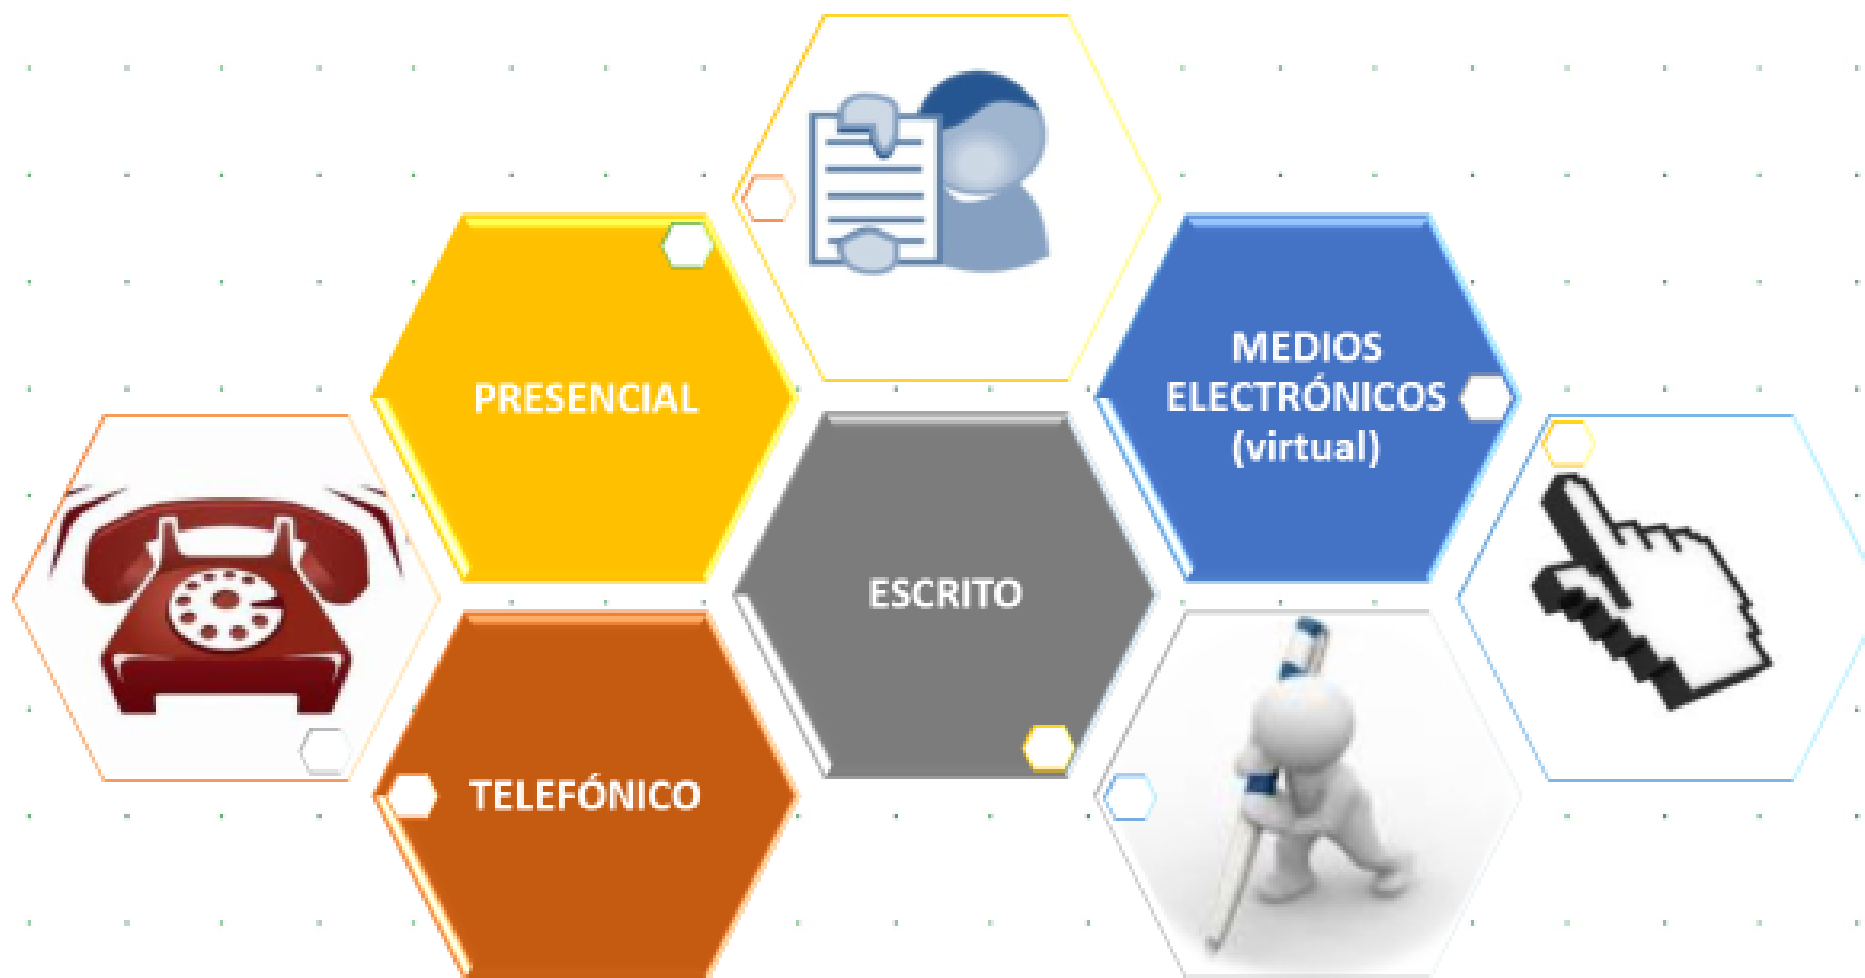 PRESENCIAL
MEDIOS
ELECTRÓNICOS
(virtual)
ESCRITO
TELEFÓNICO